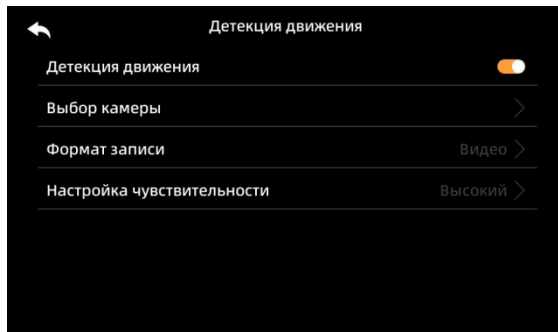 Детекция движения
Детекция движения
Выбор камеры
Формат записи Видео
Настройка чувствительности Высокий